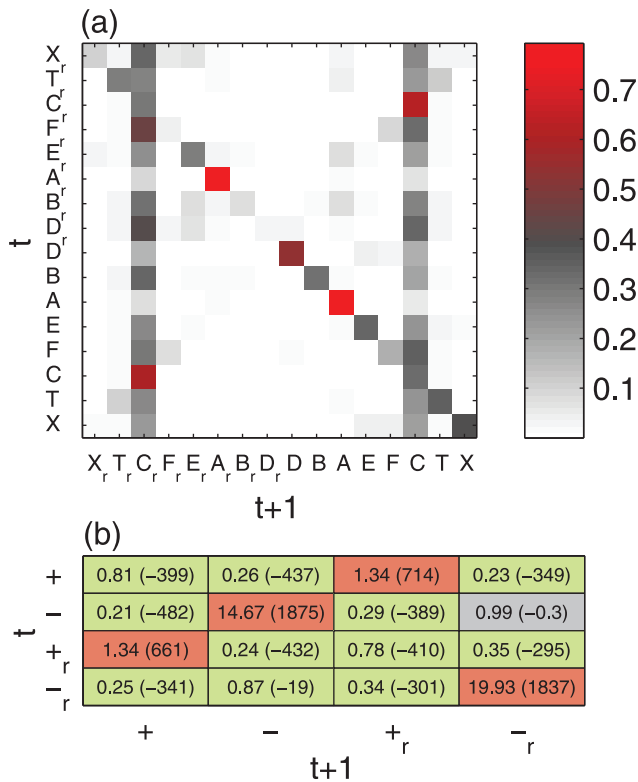 (a)
X_r
T_r
C_r
F_r
E_r
A_r
B_r
D_r
D
B
A
E
F
C
T
X
t
X_r T_r C_r F_r E_r A_r B_r D_r D B A E F C T X
t+1
0.7
0.6
0.5
0.4
0.3
0.2
0.1
(b)
+ 0.81 (−399) 0.26 (−437) 1.34 (714) 0.23 (−349)
- 0.21 (−482) 14.67 (1875) 0.29 (−389) 0.99 (−0.3)
+_r 1.34 (661) 0.24 (−432) 0.78 (−410) 0.35 (−295)
−_r 0.25 (−341) 0.87 (−19) 0.34 (−301) 19.93 (1837)
t
+ − +_r −_r
t+1